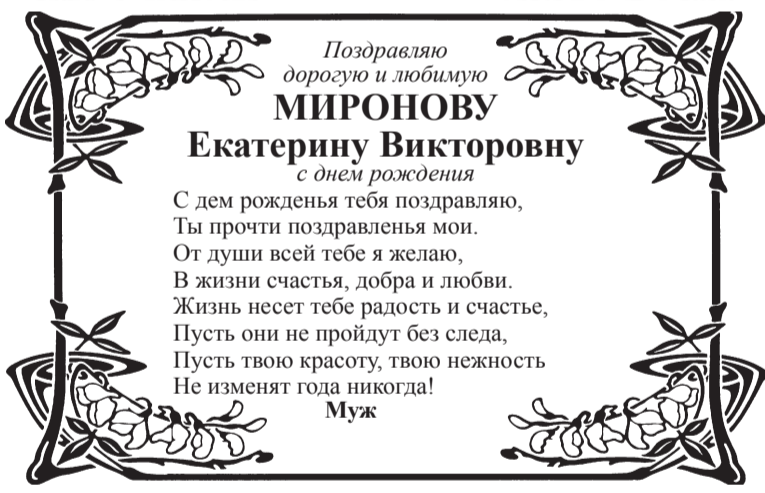 Поздравляю
дорогую и любимую
МИРОНОВУ
Екатерину Викторовну
с днем рождения
С дем рожденья тебя поздравляю,
Ты прочти поздравленья мои.
От души всей тебе я желаю,
В жизни счастья, добра и любви.
Жизнь несет тебе радость и счастье,
Пусть они не пройдут без следа,
Пусть твою красоту, твою нежность
Не изменят года никогда!
Муж